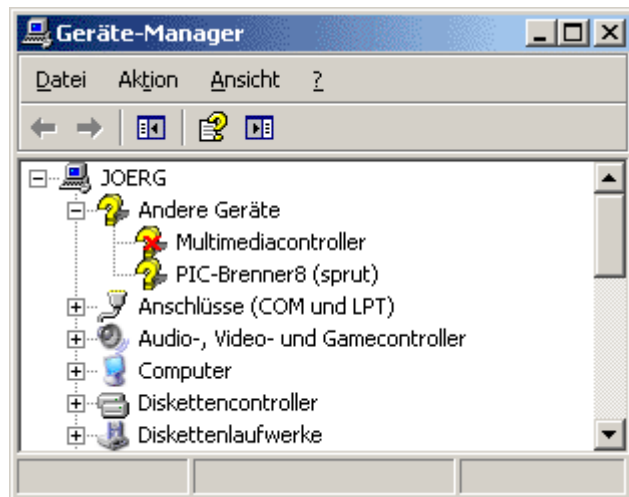 Geräte-Manager
Datei Aktion Ansicht ?
JOERG
Andere Geräte
Multimediacontroller
PIC-Brenner8 (sprut)
Anschlüsse (COM und LPT)
Audio-, Video- und Gamecontroller
Computer
Diskettencontroller
Diskettenlaufwerke